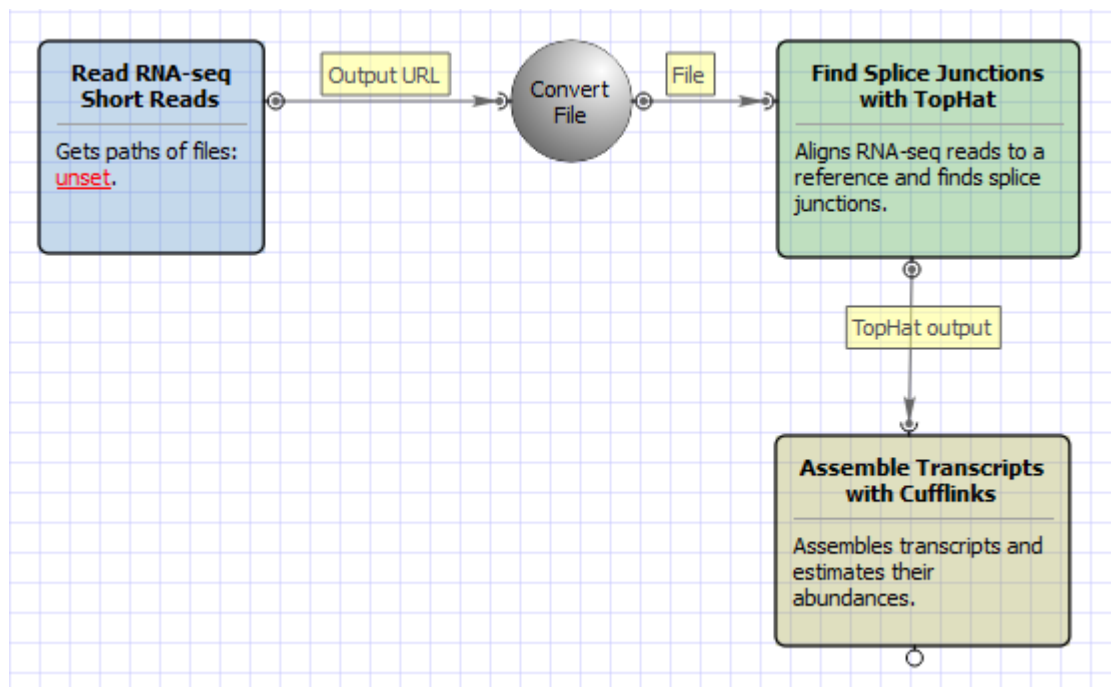 Read RNA-seq
Short Reads
Gets paths of files:
unset.
Output URL
Convert
File
File
Find Splice Junctions
with TopHat
Aligns RNA-seq reads to a
reference and finds splice
junctions.
TopHat output
Assemble Transcripts
with Cufflinks
Assembles transcripts and
estimates their
abundances.